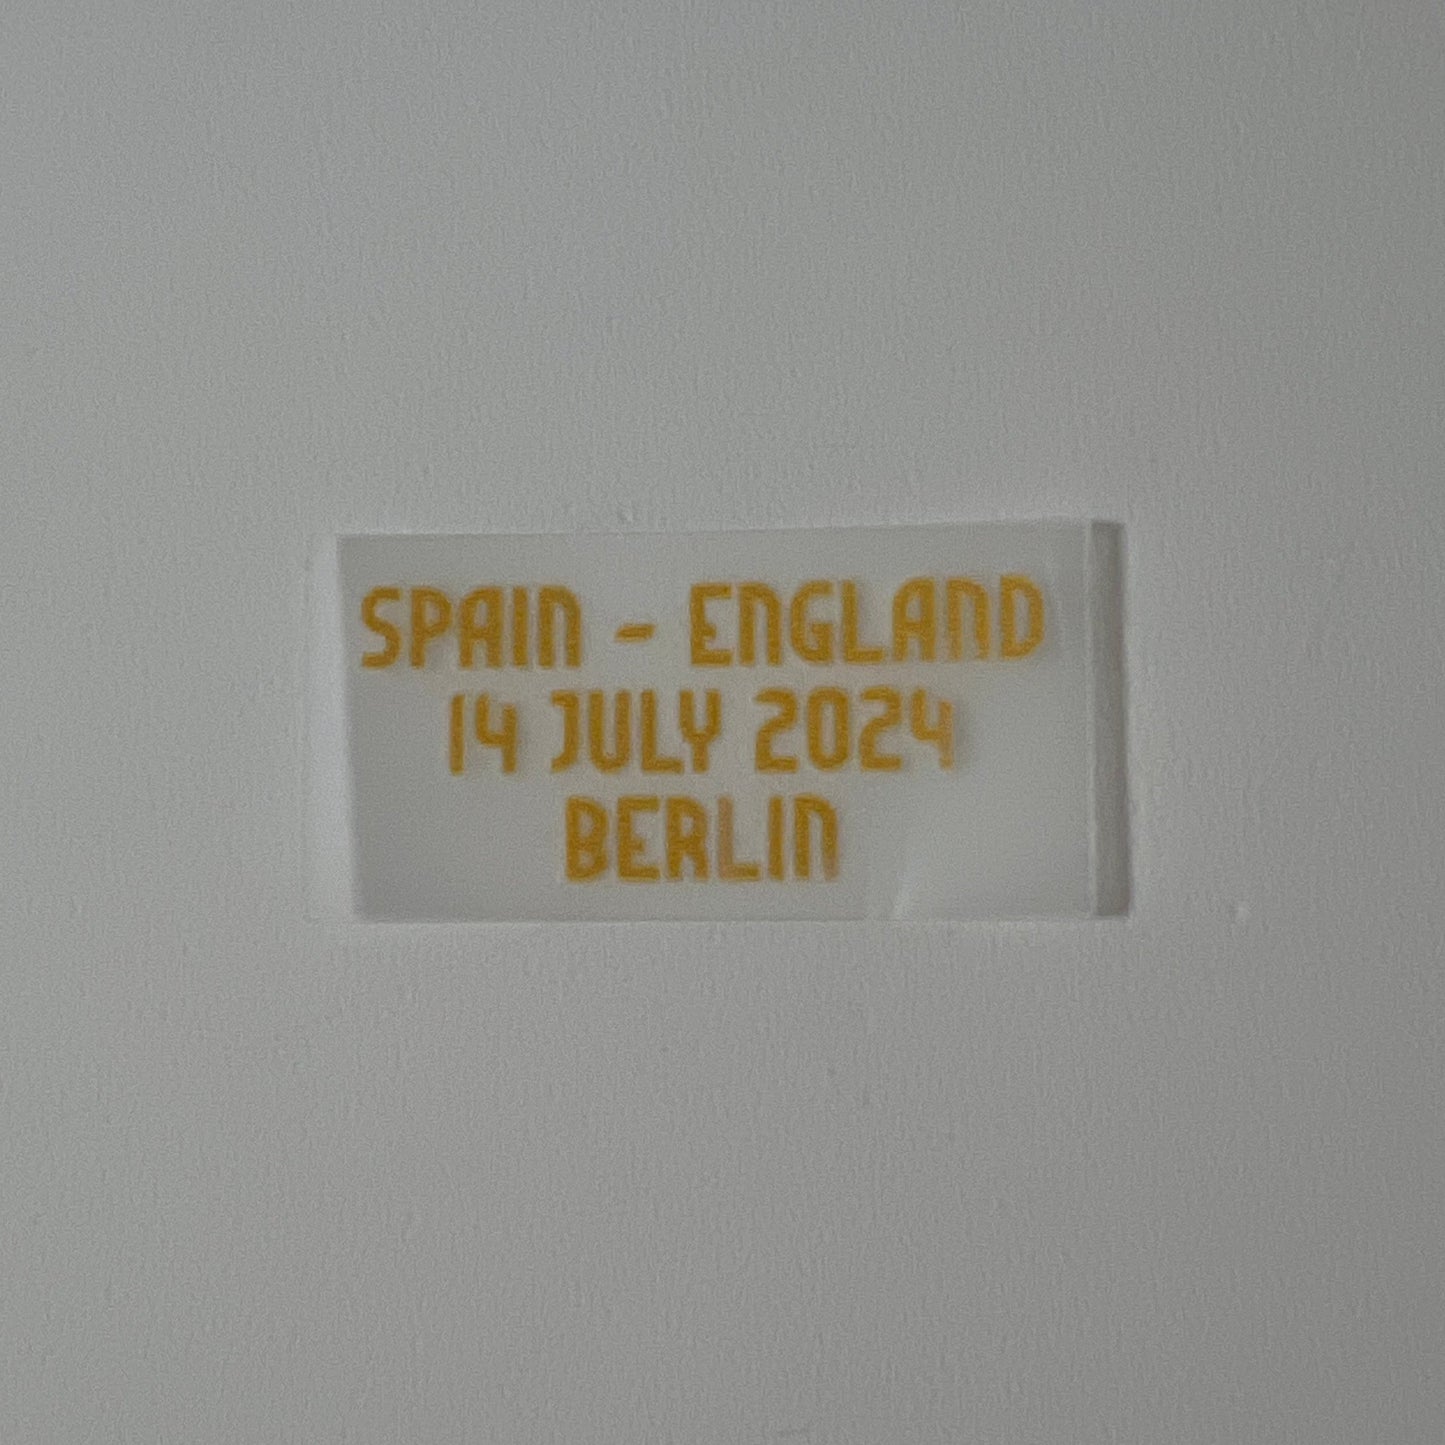 SPAIN - ENGLAND
14 JULY 2024
BERLIN